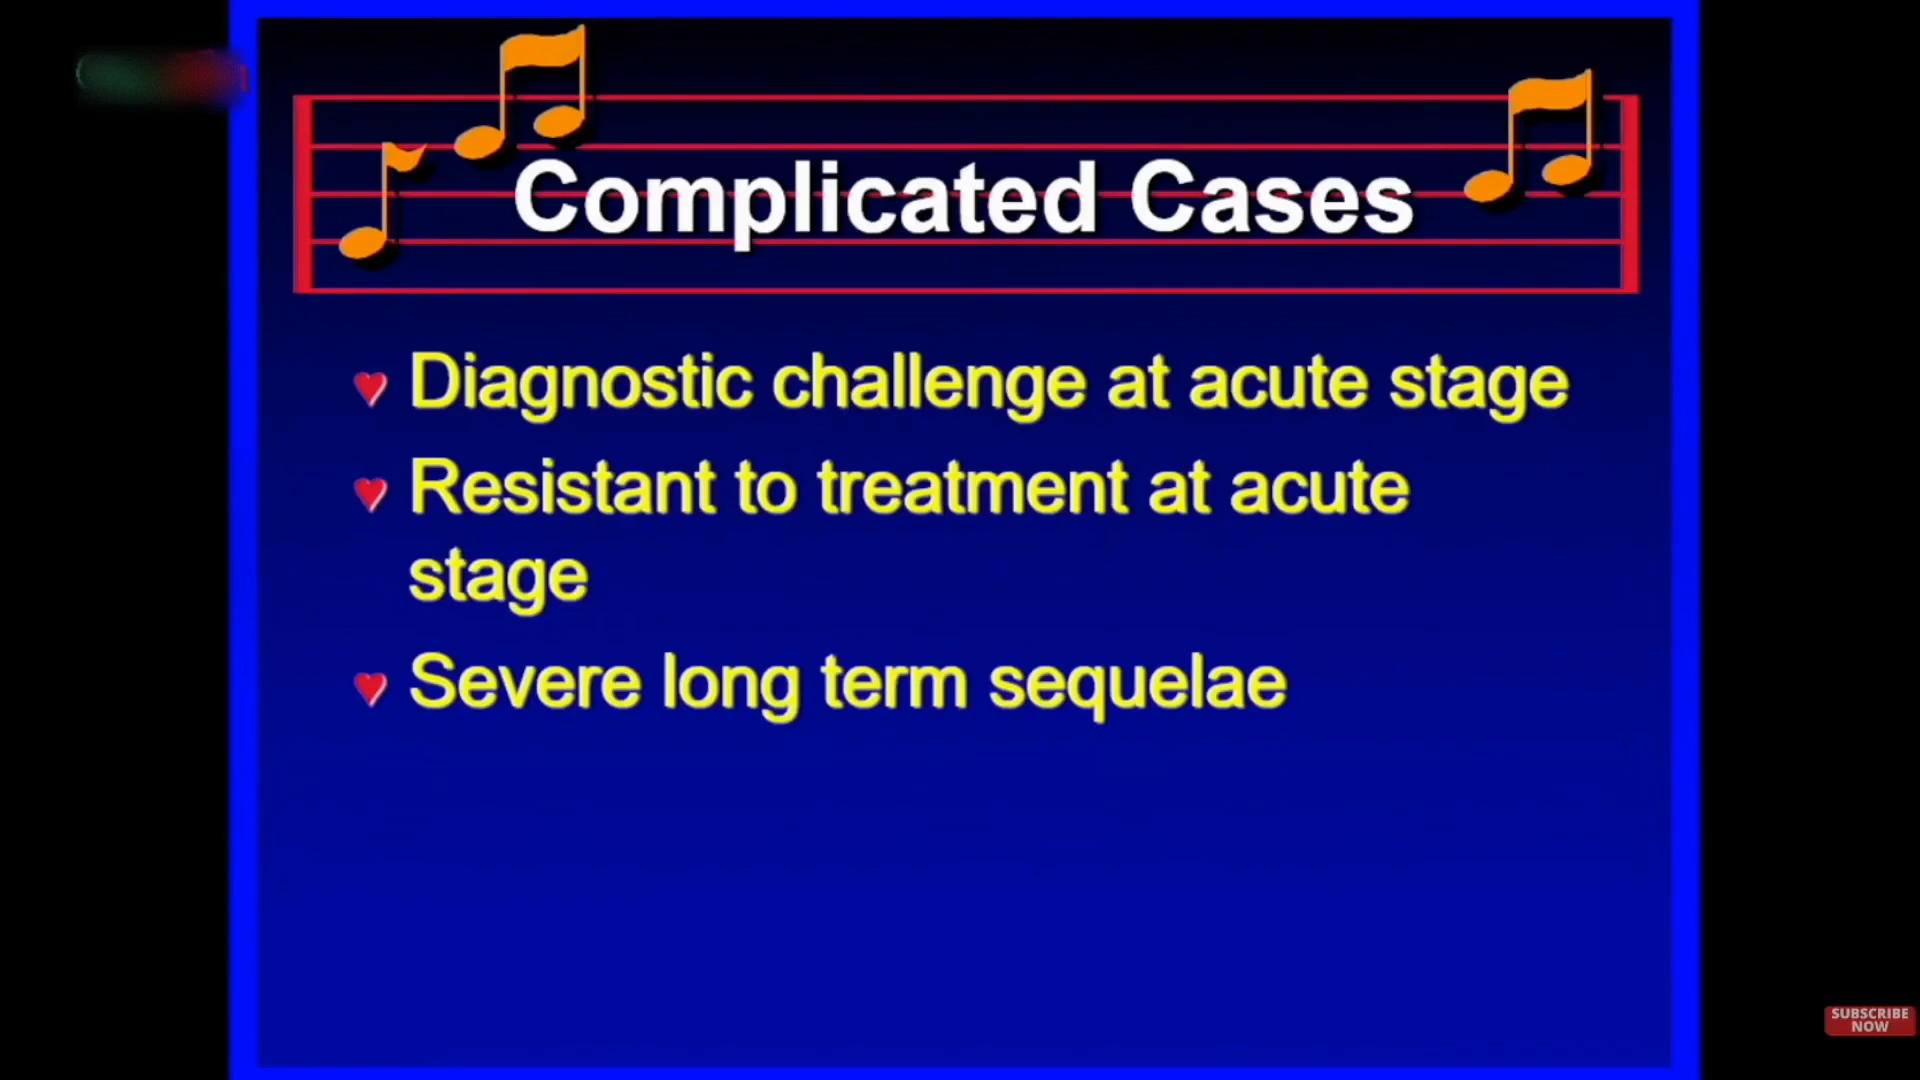 Complicated Cases
Diagnostic challenge at acute stage
Resistant to treatment at acute
stage
Severe long term sequelae
SUBSCRIBE
NOW